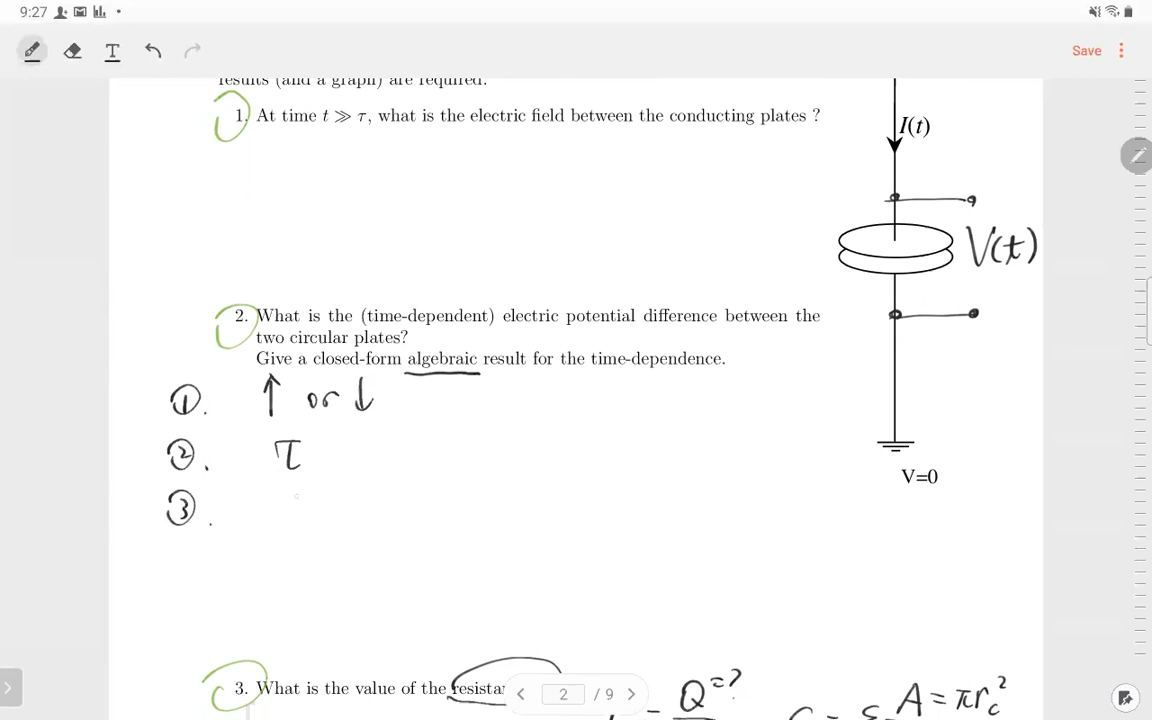 9:27
T
Save
results (and a graph) are required.
1. At time t ≫ τ, what is the electric field between the conducting plates ?
I(t)
V(t)
2. What is the (time-dependent) electric potential difference between the
two circular plates?
Give a closed-form algebraic result for the time-dependence.
①. ↑ or ↓
②. τ
③.
V=0
3. What is the value of the
2 / 9
Q=?
A = πr_c^2